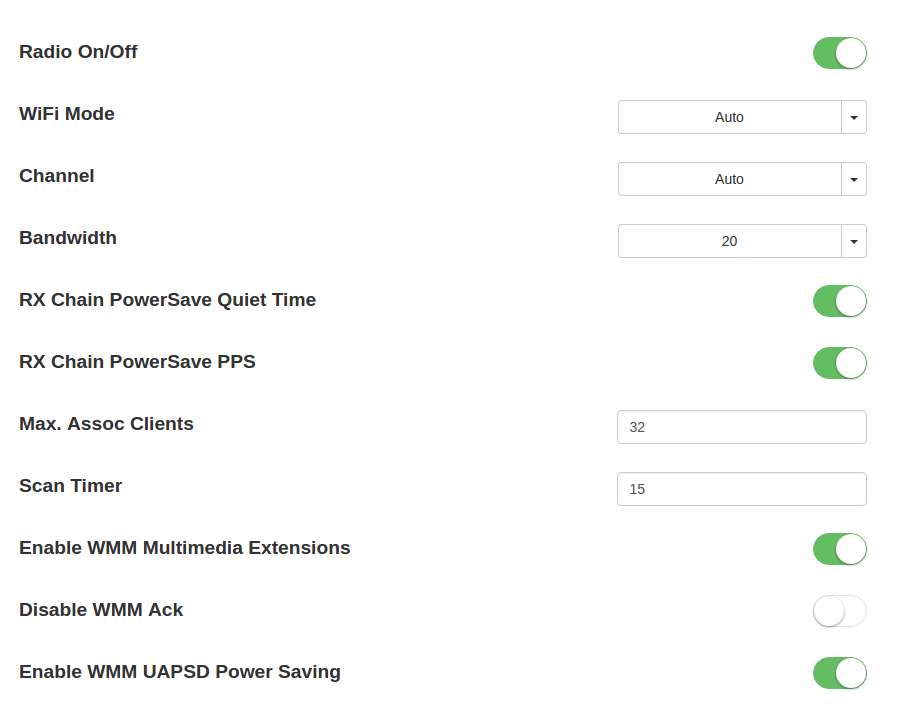 Radio On/Off
WiFi Mode Auto
Channel Auto
Bandwidth 20
RX Chain PowerSave Quiet Time
RX Chain PowerSave PPS
Max. Assoc Clients 32
Scan Timer 15
Enable WMM Multimedia Extensions
Disable WMM Ack
Enable WMM UAPSD Power Saving